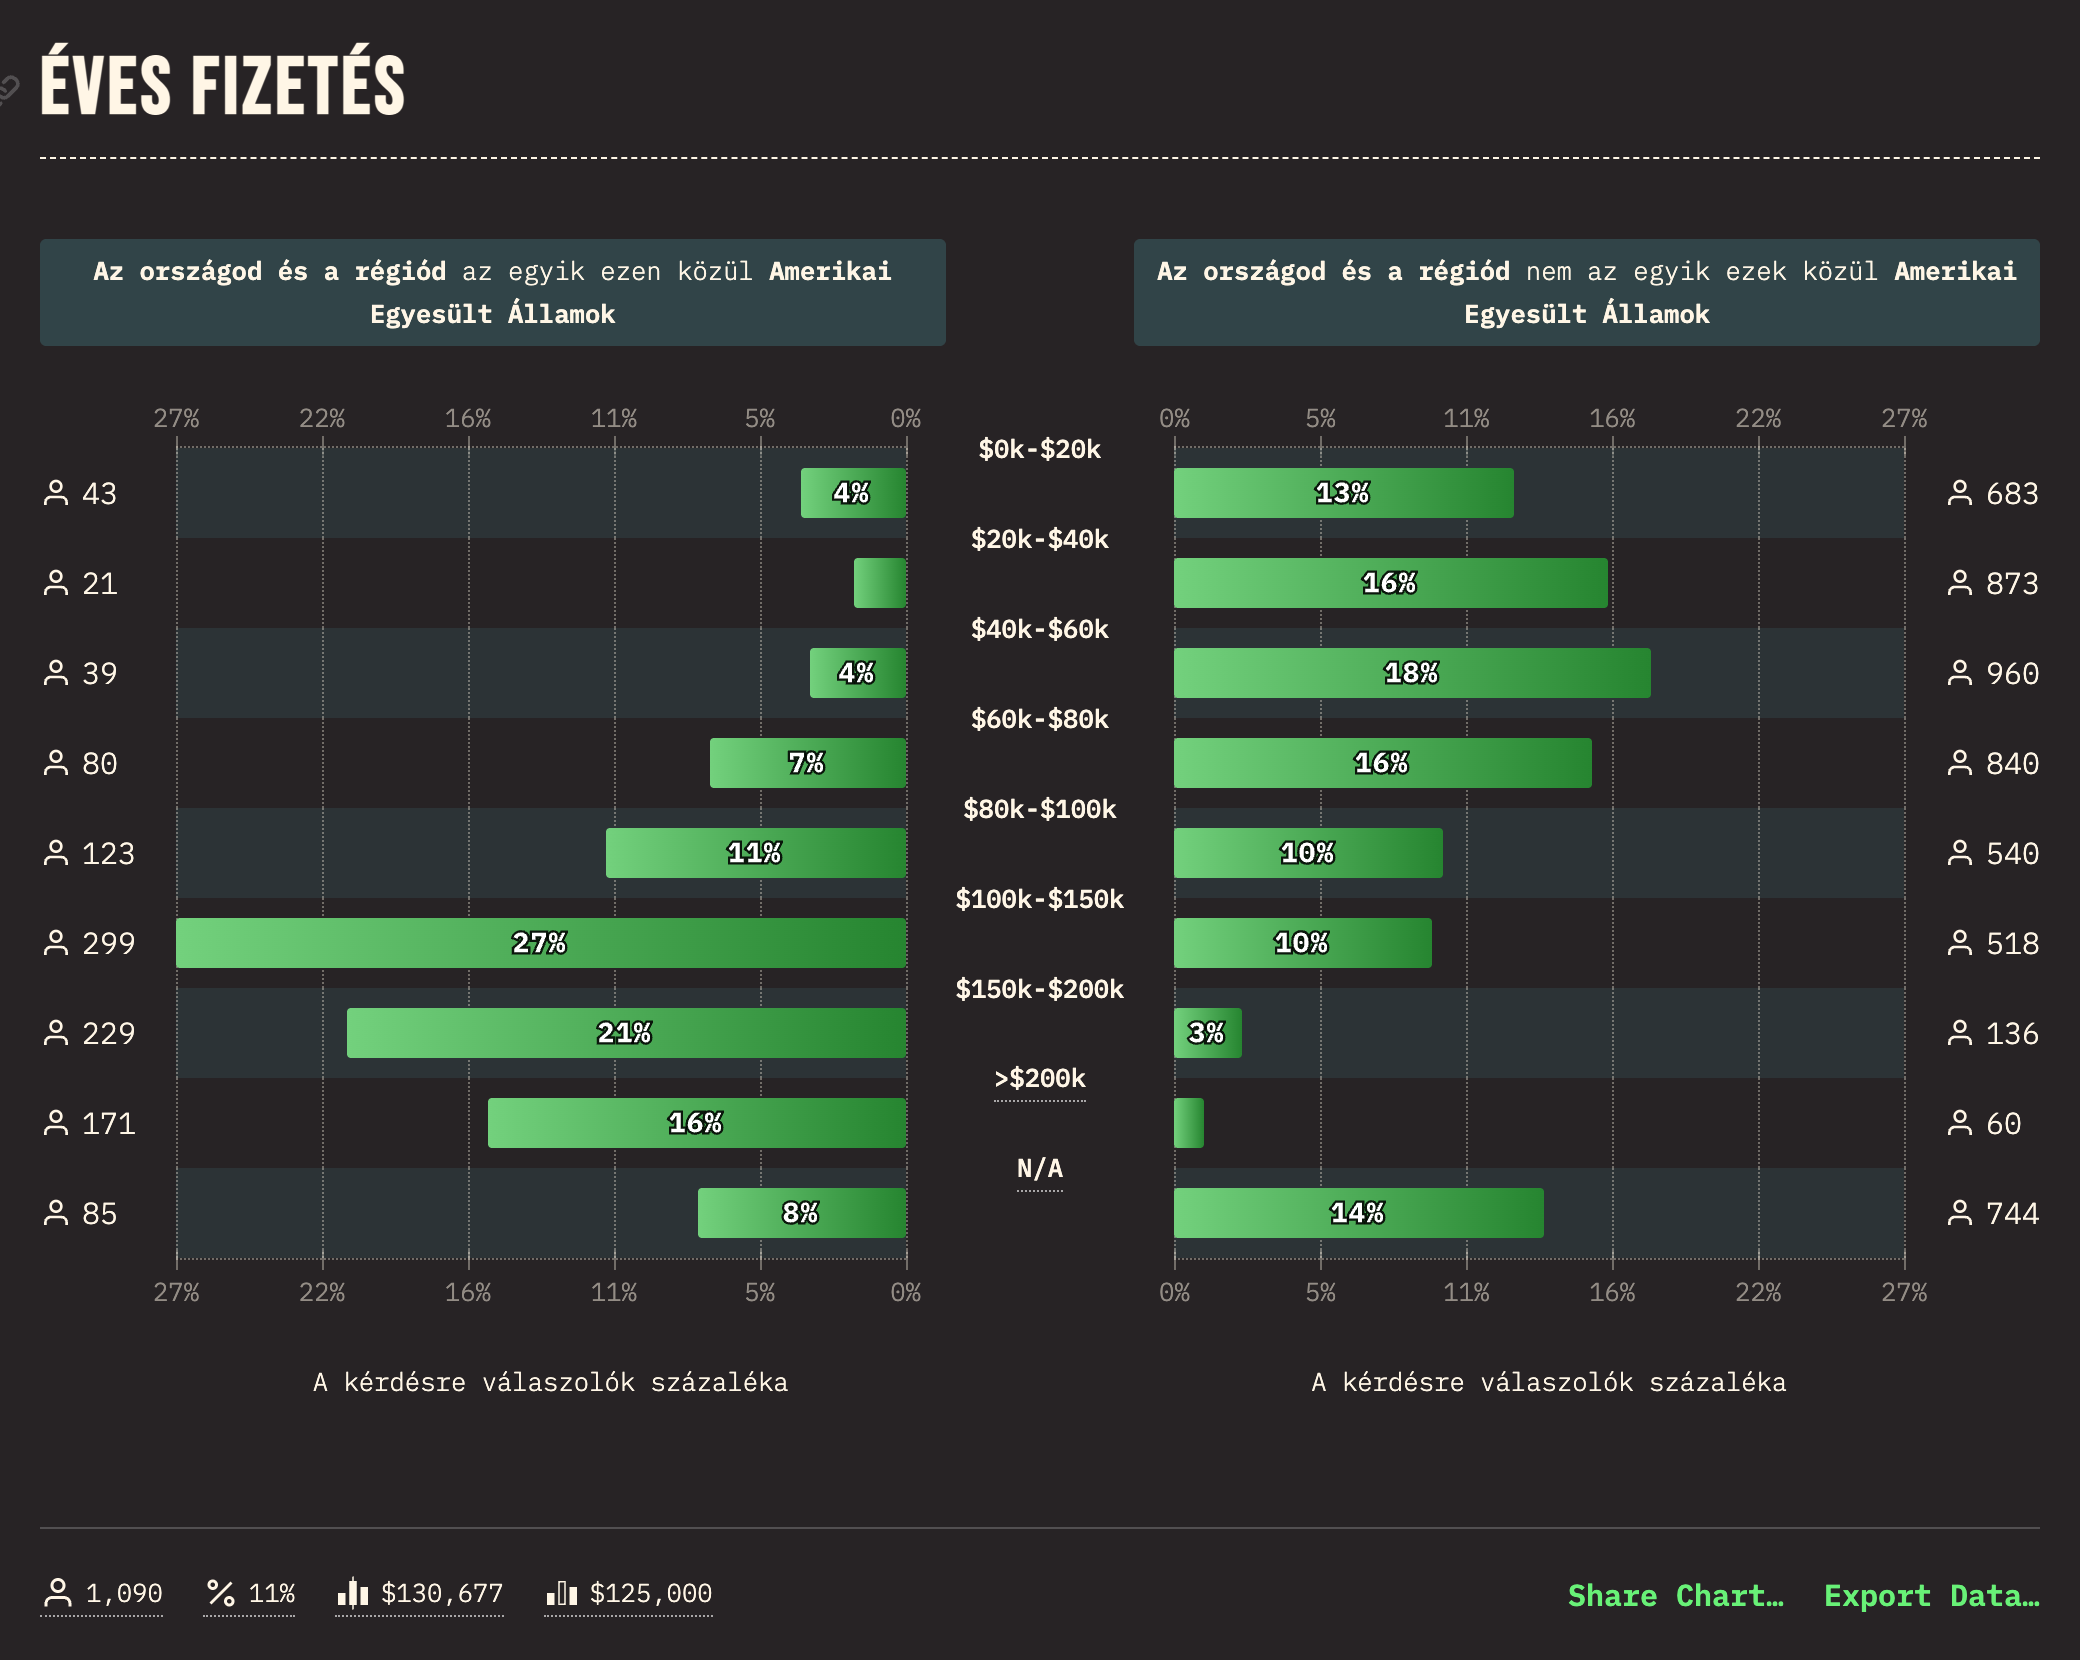 ÉVES FIZETÉS
Az országod és a régiód az egyik ezen közül Amerikai
Egyesült Államok
Az országod és a régiód nem az egyik ezek közül Amerikai
Egyesült Államok
27% 22% 16% 11% 5% 0%
0% 5% 11% 16% 22% 27%
$0k-$20k
43 4% 13% 683
$20k-$40k
21 16% 873
$40k-$60k
39 4% 18% 960
$60k-$80k
80 7% 16% 840
$80k-$100k
123 11% 10% 540
$100k-$150k
299 27% 10% 518
$150k-$200k
229 21% 3% 136
>$200k
171 16% 60
N/A
85 8% 14% 744
27% 22% 16% 11% 5% 0%
0% 5% 11% 16% 22% 27%
A kérdésre válaszolók százaléka
A kérdésre válaszolók százaléka
1,090 11% $130,677 $125,000
Share Chart… Export Data…